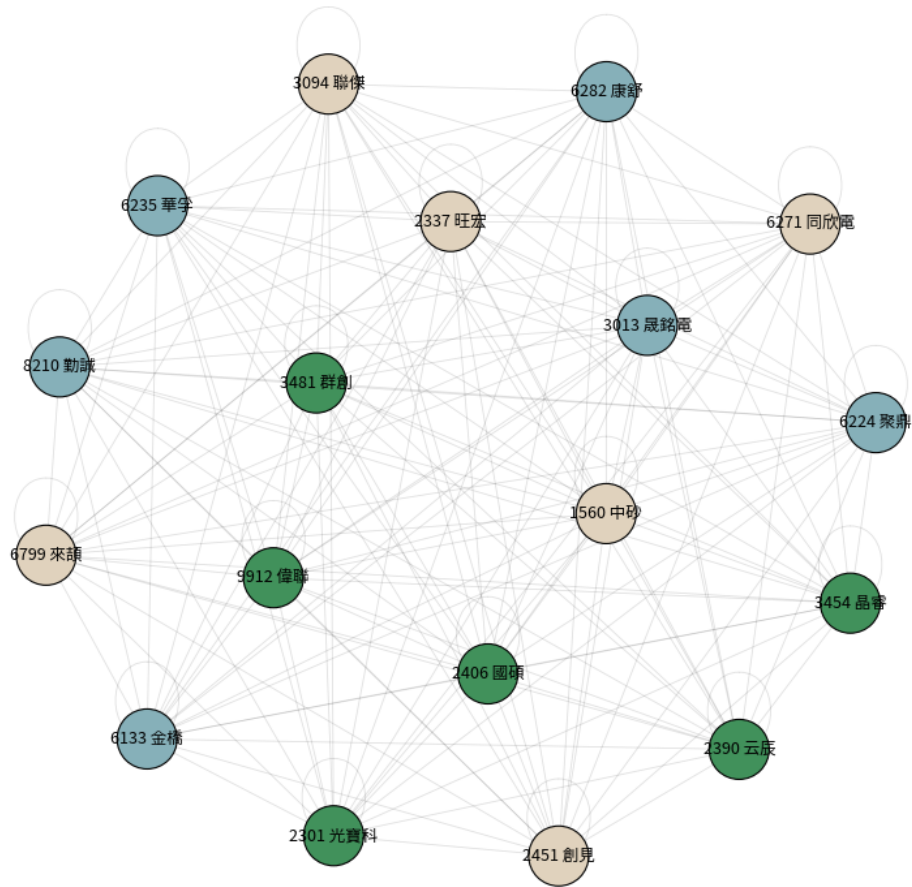 3094 聯傑
6282 康舒
6235 華孚
2337 旺宏
6271 同欣電
3013 晟銘電
8210 勤誠
3481 群創
6224 聚鼎
1560 中砂
6799 來頡
9912 偉聯
3454 晶睿
2406 國碩
6133 金橋
2390 云辰
2301 光寶科
2451 創見